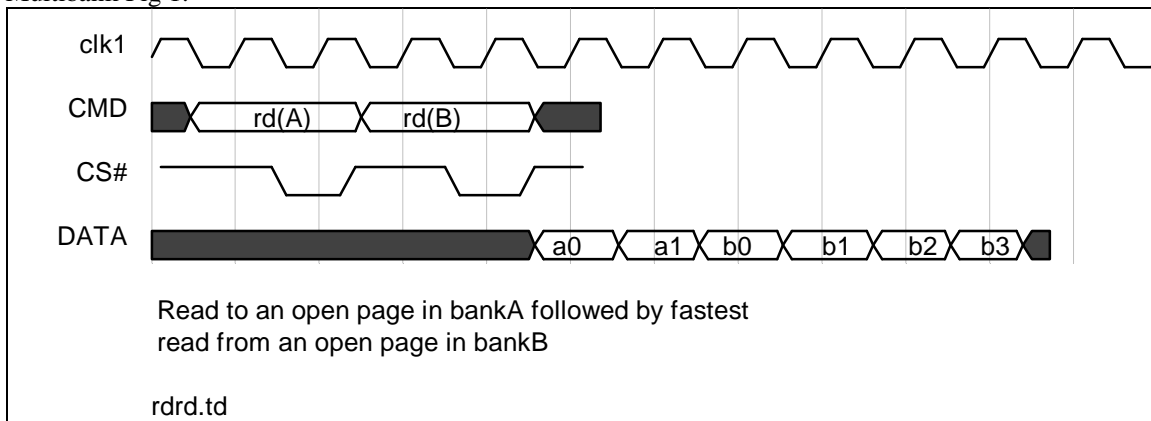 clk1
CMD rd(A) rd(B)
CS#
DATA a0 a1 b0 b1 b2 b3
Read to an open page in bankA followed by fastest
read from an open page in bankB
rdrd.td